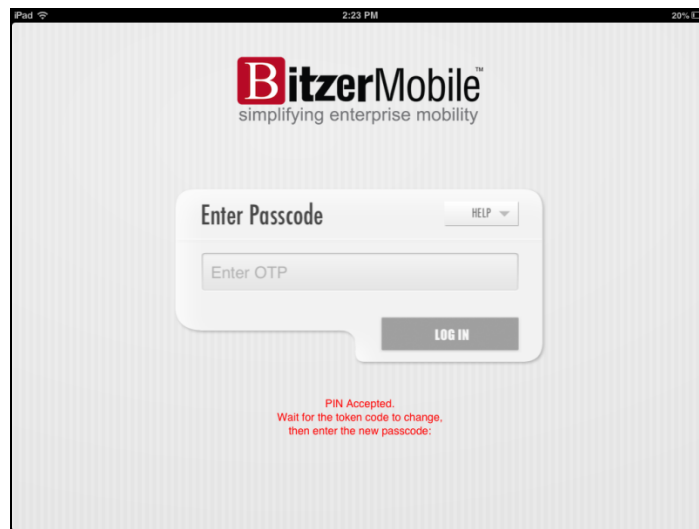 iPad 2:23 PM 20%
BitzerMobile™
simplifying enterprise mobility
Enter Passcode HELP
Enter OTP
LOG IN
PIN Accepted.
Wait for the token code to change,
then enter the new passcode: